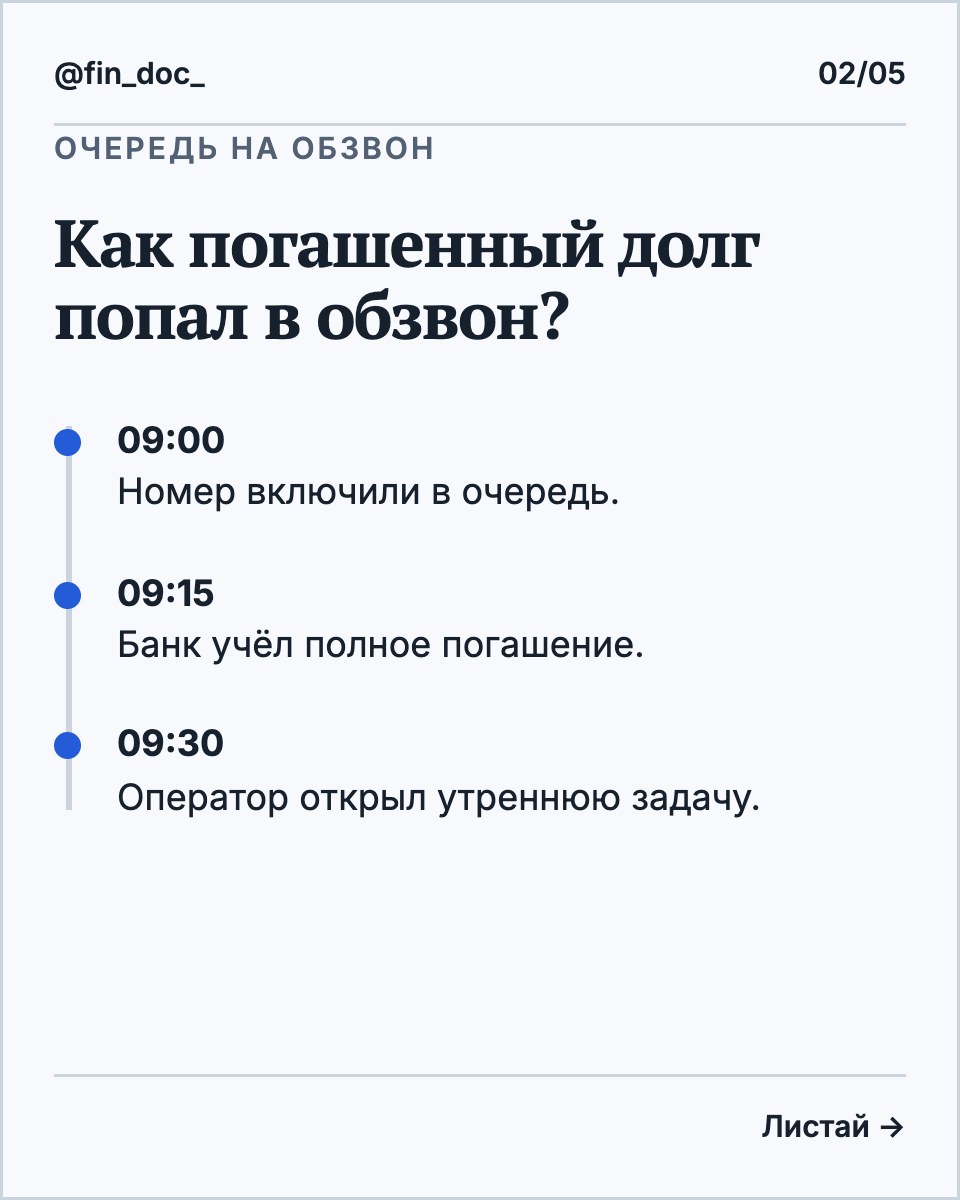 @fin_doc_
02/05
ОЧЕРЕДЬ НА ОБЗВОН
Как погашенный долг
попал в обзвон?
09:00
Номер включили в очередь.
09:15
Банк учёл полное погашение.
09:30
Оператор открыл утреннюю задачу.
Листай →